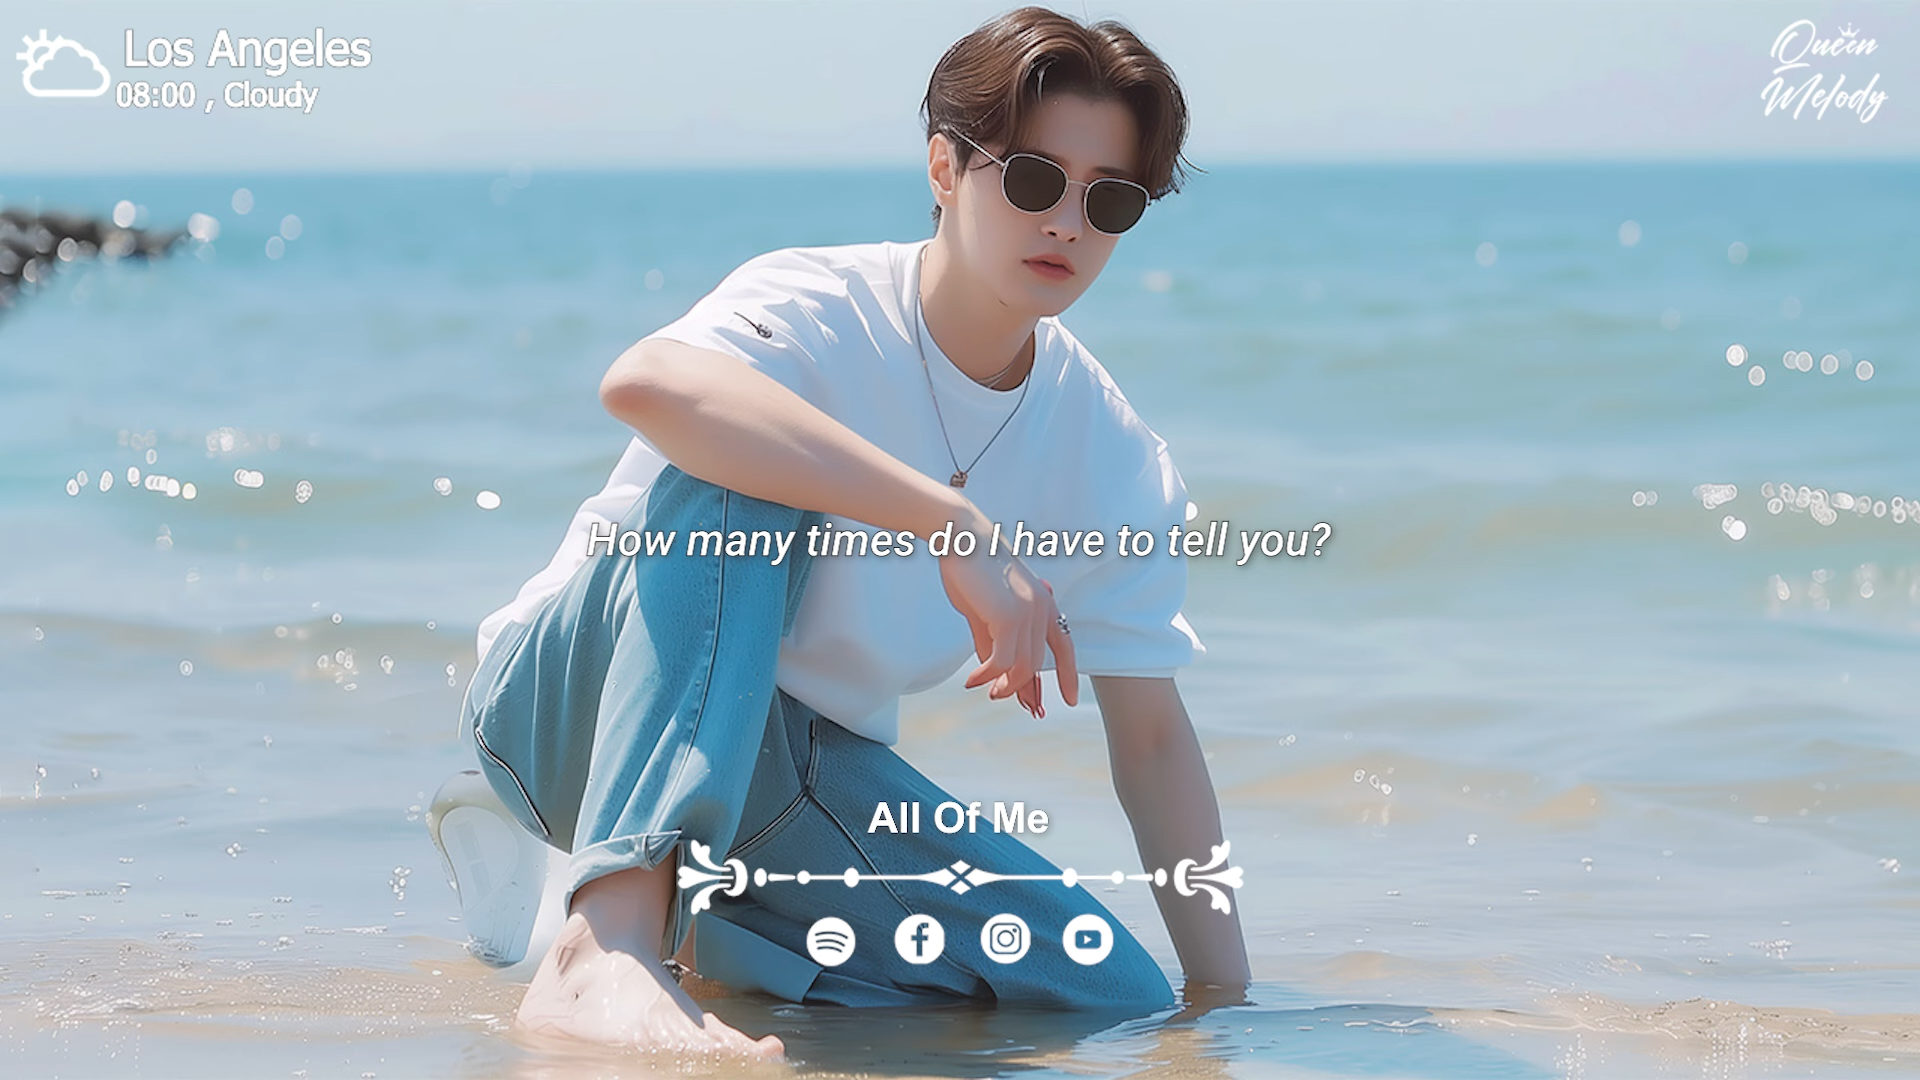 Los Angeles
08:00 , Cloudy
Queen
Melody
How many times do I have to tell you?
All Of Me